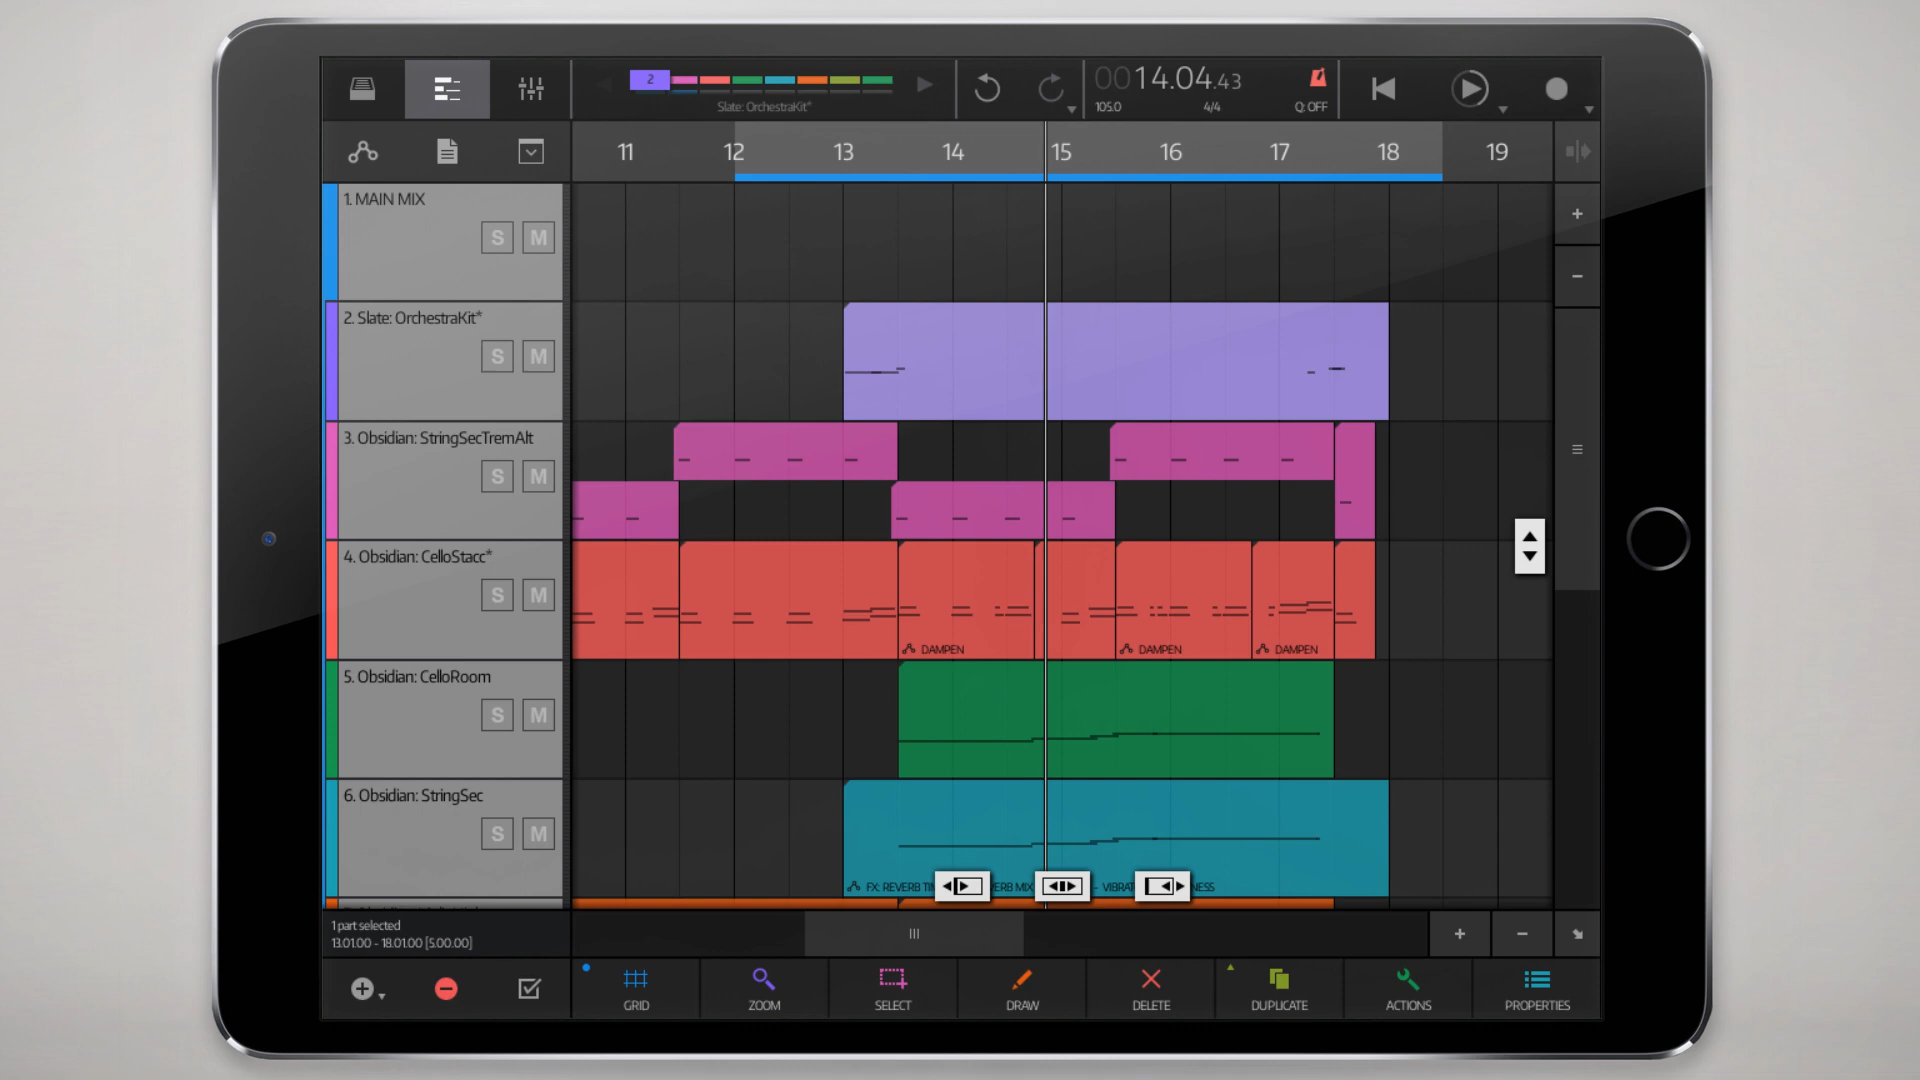 2
Slate: OrchestraKit*
0014.04.43
105.0
4/4
Q: OFF
11
12
13
14
15
16
17
18
19
1. MAIN MIX
S M
2. Slate: OrchestraKit*
S M
3. Obsidian: StringSecTremAlt
S M
4. Obsidian: CelloStacc*
S M
DAMPEN
DAMPEN
DAMPEN
5. Obsidian: CelloRoom
S M
6. Obsidian: StringSec
S M
FX: REVERB
ERB MIX
1 part selected
13.01.00 - 18.01.00 [5.00.00]
GRID
ZOOM
SELECT
DRAW
DELETE
DUPLICATE
ACTIONS
PROPERTIES